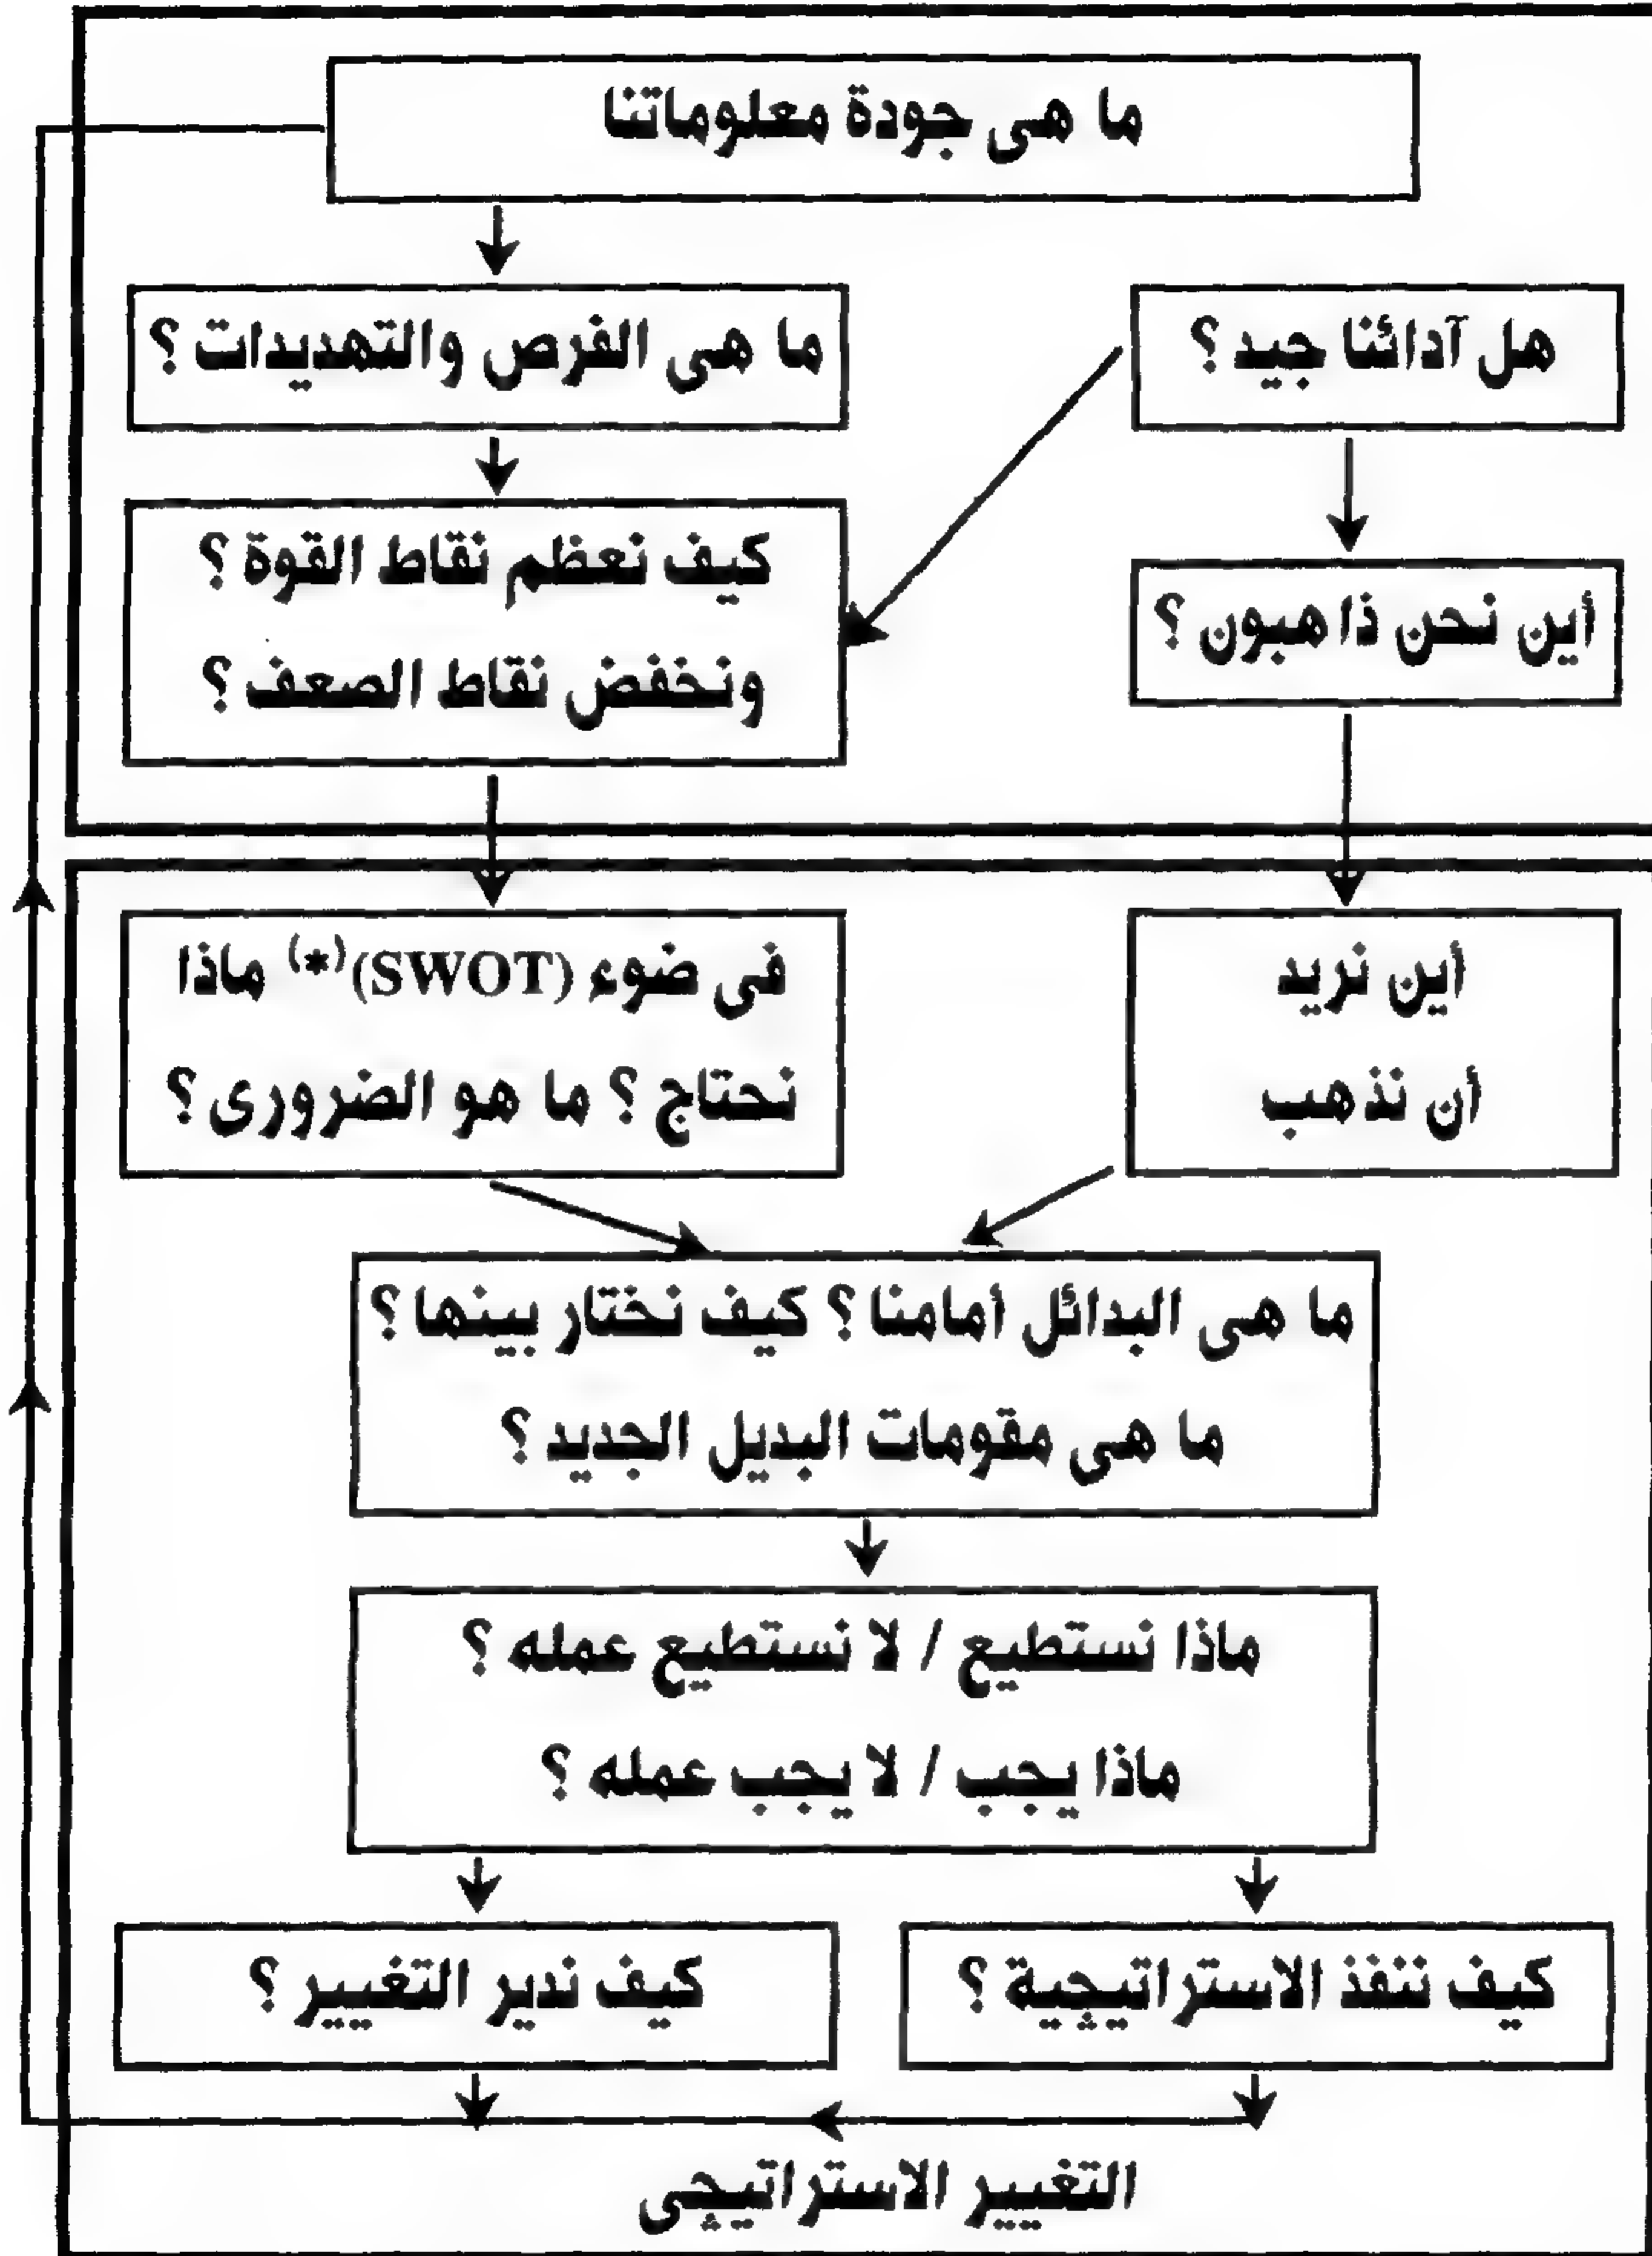 ما هى جودة معلوماتنا
هل آدائنا جيد ؟
ما هى الفرص والتهديدات ؟
أين نحن ذاهبون ؟
كيف نعظم نقاط القوة ؟
ونخفض نقاط الصعف ؟
أين نريد
أن نذهب
فى ضوء (SWOT)(*) ماذا
نحتاج ؟ ما هو الضرورى ؟
ما هى البدائل أمامنا ؟ كيف نختار بينها ؟
ما هى مقومات البديل الجديد ؟
ماذا نستطيع / لا نستطيع عمله ؟
ماذا يجب / لا يجب عمله ؟
كيف ننفذ الاستراتيچية ؟
كيف ندير التغيير ؟
التغيير الاستراتيچى